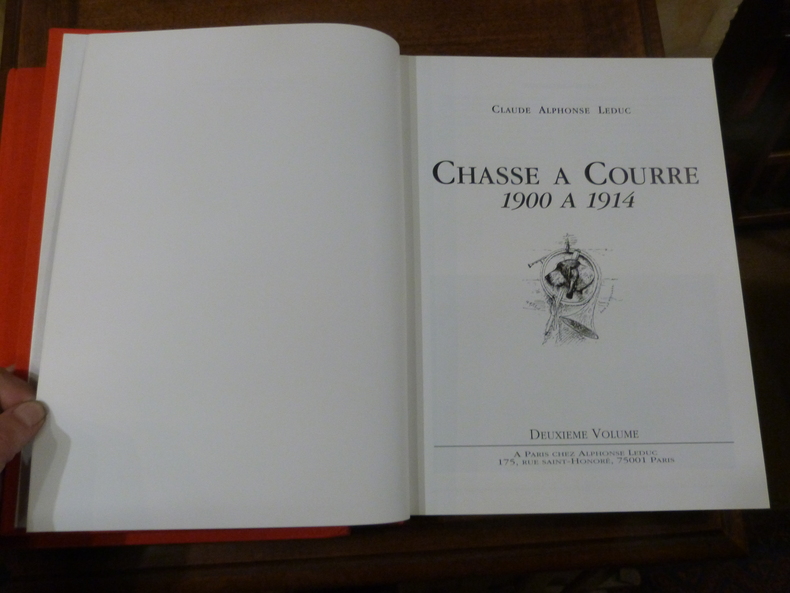 CLAUDE ALPHONSE LEDUC
CHASSE A COURRE
1900 A 1914
DEUXIEME VOLUME
A PARIS CHEZ ALPHONSE LEDUC
175, RUE SAINT-HONORÉ, 75001 PARIS